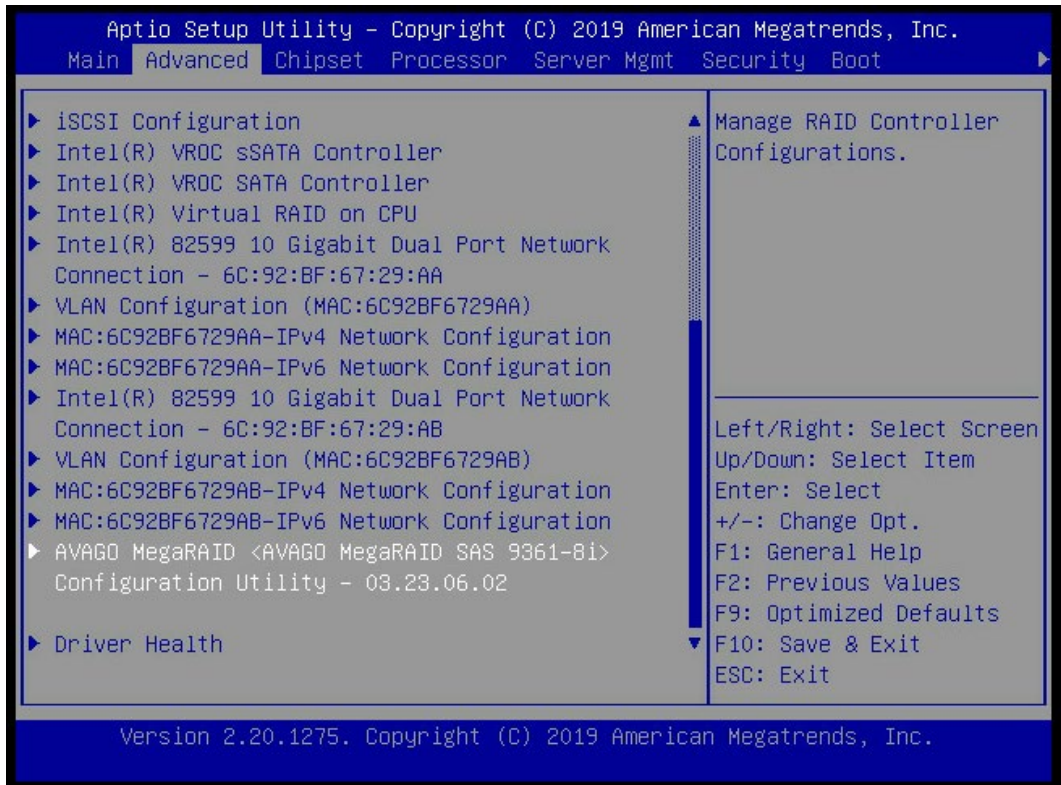 Aptio Setup Utility – Copyright (C) 2019 American Megatrends, Inc.
Main Advanced Chipset Processor Server Mgmt Security Boot
iSCSI Configuration
Intel(R) VROC sSATA Controller
Intel(R) VROC SATA Controller
Intel(R) Virtual RAID on CPU
Intel(R) 82599 10 Gigabit Dual Port Network
Connection – 6C:92:BF:67:29:AA
VLAN Configuration (MAC:6C92BF6729AA)
MAC:6C92BF6729AA-IPv4 Network Configuration
MAC:6C92BF6729AA-IPv6 Network Configuration
Intel(R) 82599 10 Gigabit Dual Port Network
Connection – 6C:92:BF:67:29:AB
VLAN Configuration (MAC:6C92BF6729AB)
MAC:6C92BF6729AB-IPv4 Network Configuration
MAC:6C92BF6729AB-IPv6 Network Configuration
AVAGO MegaRAID <AVAGO MegaRAID SAS 9361-8i>
Configuration Utility – 03.23.06.02
Driver Health
Manage RAID Controller
Configurations.
Left/Right: Select Screen
Up/Down: Select Item
Enter: Select
+/-: Change Opt.
F1: General Help
F2: Previous Values
F9: Optimized Defaults
F10: Save & Exit
ESC: Exit
Version 2.20.1275. Copyright (C) 2019 American Megatrends, Inc.